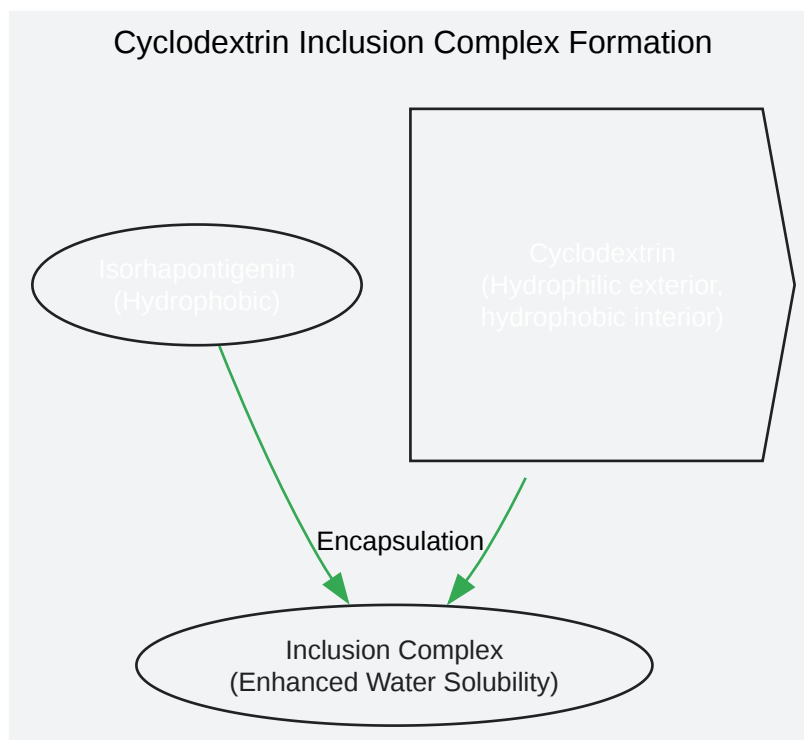 Cyclodextrin Inclusion Complex Formation
Isorhapontigenin
(Hydrophobic)
Cyclodextrin
(Hydrophilic exterior,
hydrophobic interior)
Encapsulation
Inclusion Complex
(Enhanced Water Solubility)